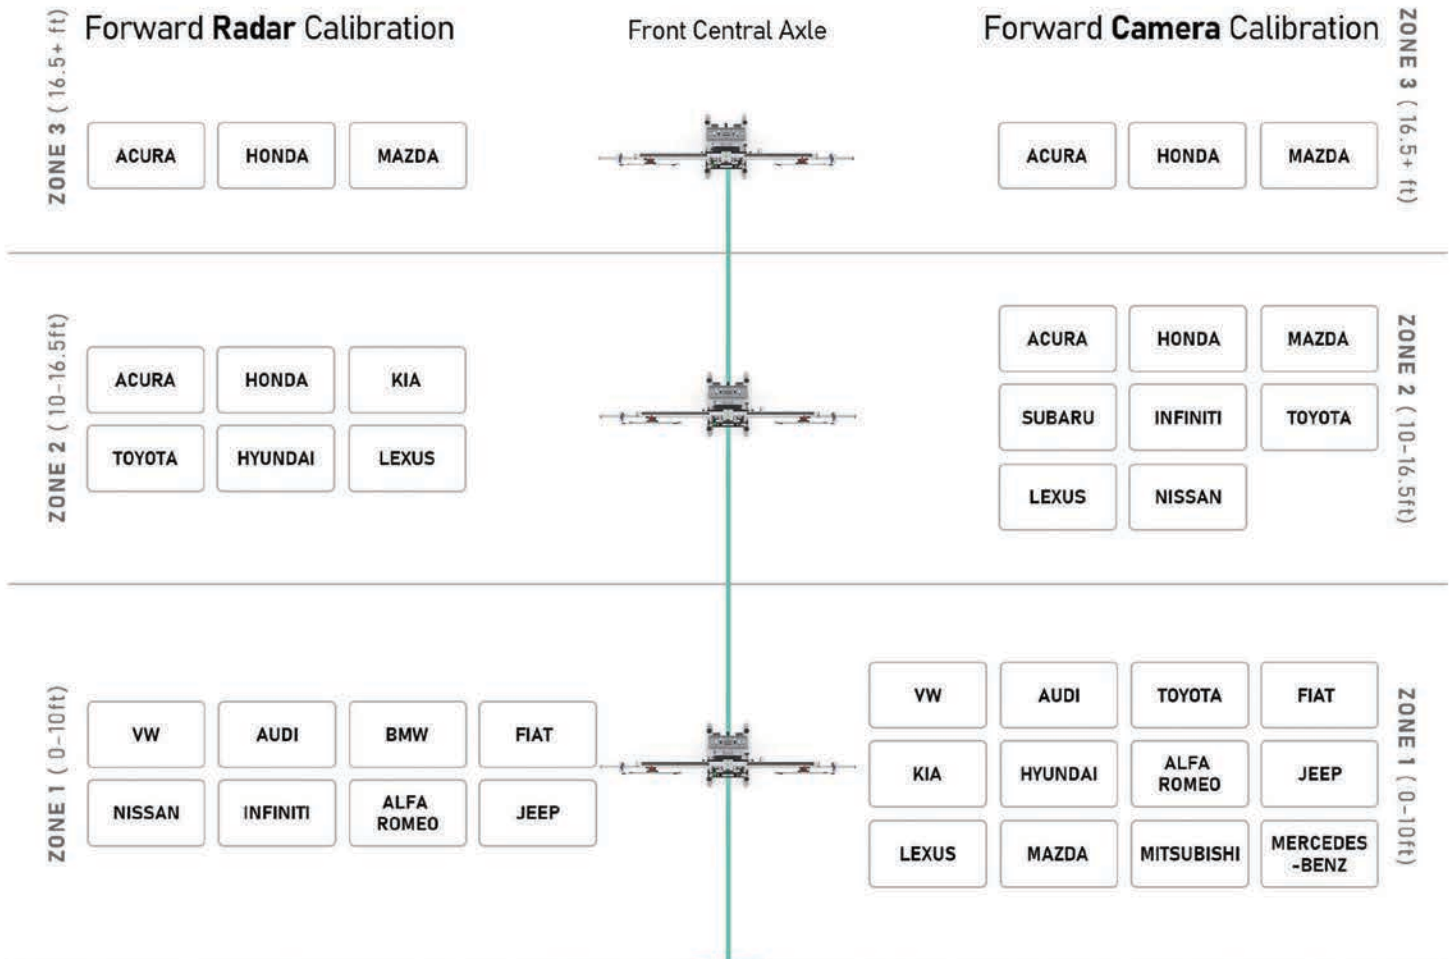 Forward Radar Calibration
Front Central Axle
Forward Camera Calibration
ZONE 3 ( 16.5+ ft)
ACURA
HONDA
MAZDA
ACURA
HONDA
MAZDA
ZONE 3 ( 16.5+ ft)
ZONE 2 ( 10-16.5ft)
ACURA
HONDA
KIA
TOYOTA
HYUNDAI
LEXUS
ACURA
HONDA
MAZDA
SUBARU
INFINITI
TOYOTA
LEXUS
NISSAN
ZONE 2 ( 10-16.5ft)
ZONE 1 ( 0-10ft)
VW
AUDI
BMW
FIAT
NISSAN
INFINITI
ALFA
ROMEO
JEEP
VW
AUDI
TOYOTA
FIAT
KIA
HYUNDAI
ALFA
ROMEO
JEEP
LEXUS
MAZDA
MITSUBISHI
MERCEDES
-BENZ
ZONE 1 ( 0-10ft)